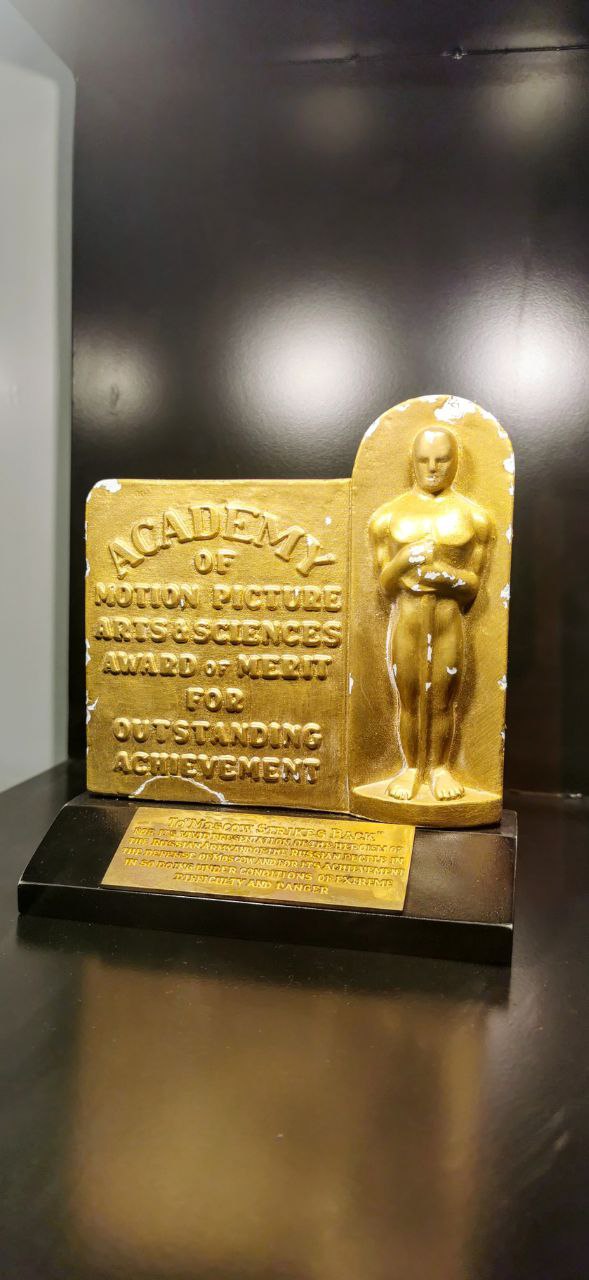 ACADEMY
OF
MOTION PICTURE
ARTS & SCIENCES
AWARD OF MERIT
FOR
OUTSTANDING
ACHIEVEMENT
To "MOSCOW STRIKES BACK"
FOR ITS VIVID PRESENTATION OF THE HEROISM OF
THE RUSSIAN ARMY AND THE RUSSIAN PEOPLE IN
THE DEFENSE OF MOSCOW AND FOR ITS ACHIEVEMENT
IN SO DOING UNDER CONDITIONS OF EXTREME
DIFFICULTY AND DANGER